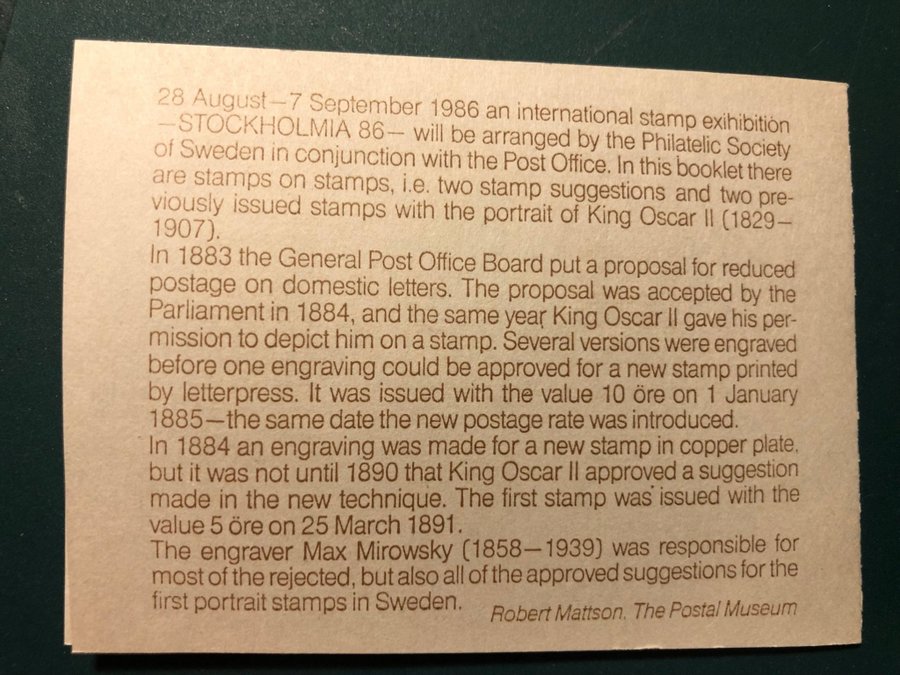 28 August—7 September 1986 an international stamp exihibition
—STOCKHOLMIA 86— will be arranged by the Philatelic Society
of Sweden in conjunction with the Post Office. In this booklet there
are stamps on stamps, i.e. two stamp suggestions and two pre-
viously issued stamps with the portrait of King Oscar II (1829—
1907).
In 1883 the General Post Office Board put a proposal for reduced
postage on domestic letters. The proposal was accepted by the
Parliament in 1884, and the same year King Oscar II gave his per-
mission to depict him on a stamp. Several versions were engraved
before one engraving could be approved for a new stamp printed
by letterpress. It was issued with the value 10 öre on 1 January
1885—the same date the new postage rate was introduced.
In 1884 an engraving was made for a new stamp in copper plate,
but it was not until 1890 that King Oscar II approved a suggestion
made in the new technique. The first stamp was issued with the
value 5 öre on 25 March 1891.
The engraver Max Mirowsky (1858—1939) was responsible for
most of the rejected, but also all of the approved suggestions for the
first portrait stamps in Sweden.
Robert Mattson. The Postal Museum